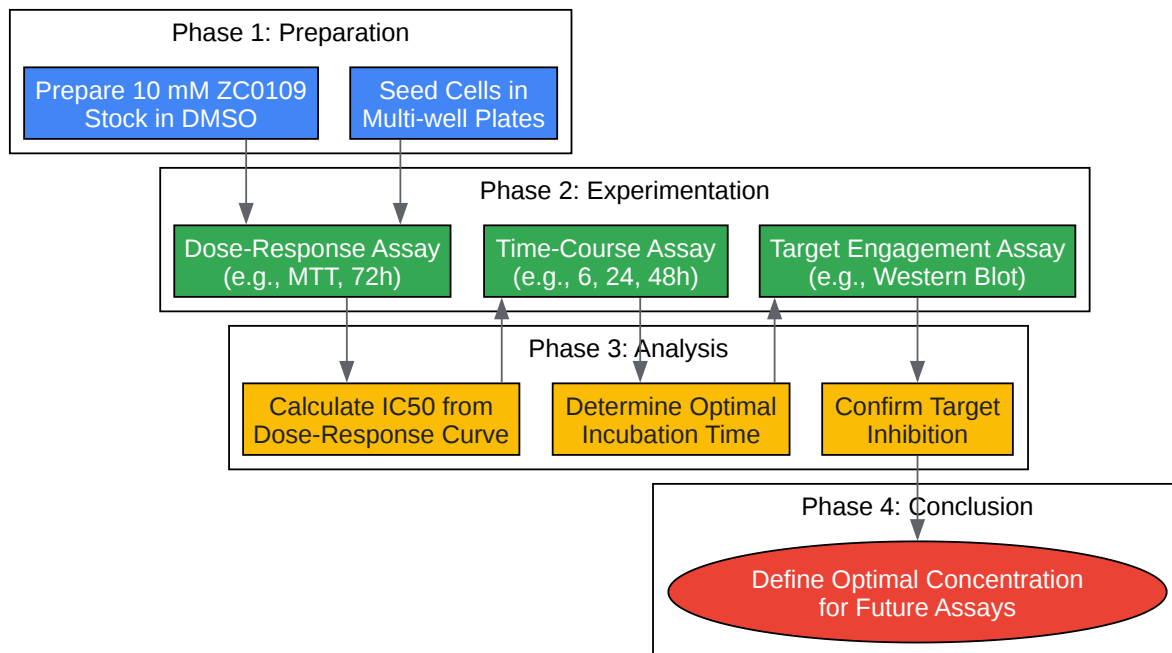 Phase 1: Preparation
Prepare 10 mM ZC0109
Stock in DMSO
Seed Cells in
Multi-well Plates
Phase 2: Experimentation
Dose-Response Assay
(e.g., MTT, 72h)
Time-Course Assay
(e.g., 6, 24, 48h)
Target Engagement Assay
(e.g., Western Blot)
Phase 3: Analysis
Calculate IC50 from
Dose-Response Curve
Determine Optimal
Incubation Time
Confirm Target
Inhibition
Phase 4: Conclusion
Define Optimal Concentration
for Future Assays